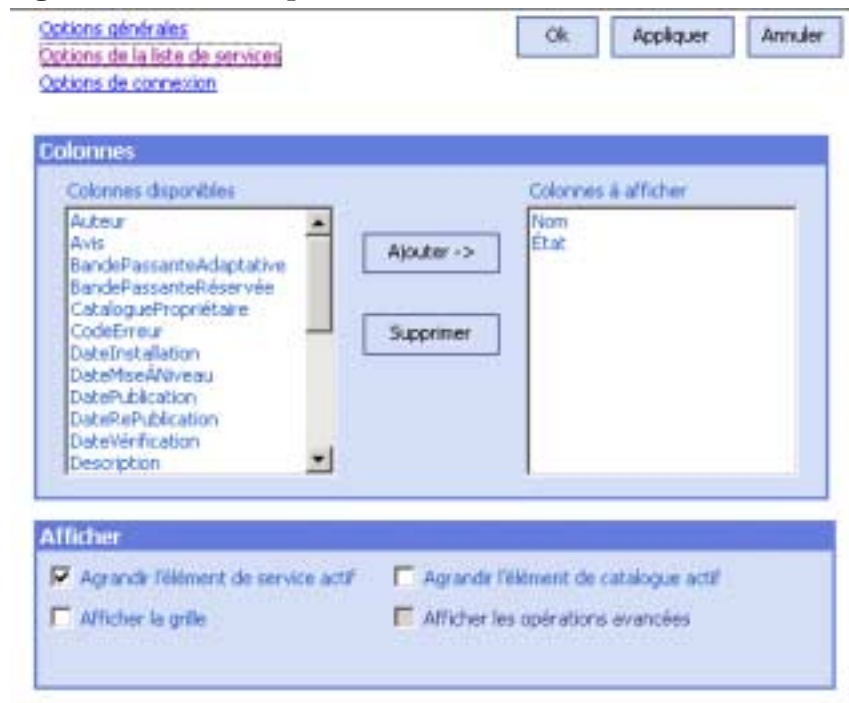 Options générales
Options de la liste de services
Options de connexion
Ok
Appliquer
Annuler
Colonnes
Colonnes disponibles
Auteur
Avis
BandePassanteAdaptative
BandePassanteRéservée
CataloguePropriétaire
CodeErreur
DateInstallation
DateMiseÀNiveau
DatePublication
DateRePublication
DateVérification
Description
Ajouter ->
Supprimer
Colonnes à afficher
Nom
État
Afficher
Agrandir l'élément de service actif
Agrandir l'élément de catalogue actif
Afficher la grille
Afficher les opérations avancées